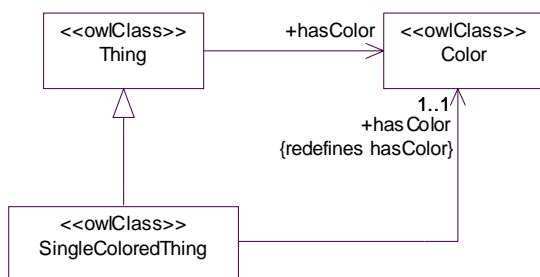 <<owlClass>>
Thing
+hasColor
<<owlClass>>
Color
1..1
+hasColor
{redefines hasColor}
<<owlClass>>
SingleColoredThing